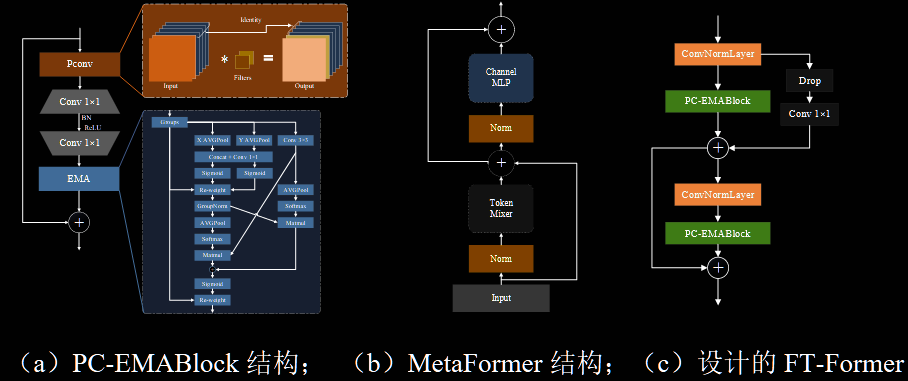 Pconv
Conv 1×1
BN
ReLU
Conv 1×1
EMA
Identity
*
=
Input
Filters
Output
Groups
X AVGPool
Y AVGPool
Conv 3×3
Concat + Conv 1×1
Sigmoid
Sigmoid
Re-weight
AVGPool
GroupNorm
Softmax
AVGPool
Matmul
Softmax
Matmul
Sigmoid
Re-weight
Channel
MLP
Norm
Token
Mixer
Norm
Input
ConvNormLayer
Drop
PC-EMABlock
Conv 1×1
ConvNormLayer
PC-EMABlock
(a)PC-EMABlock 结构; (b)MetaFormer 结构;(c)设计的 FT-Former